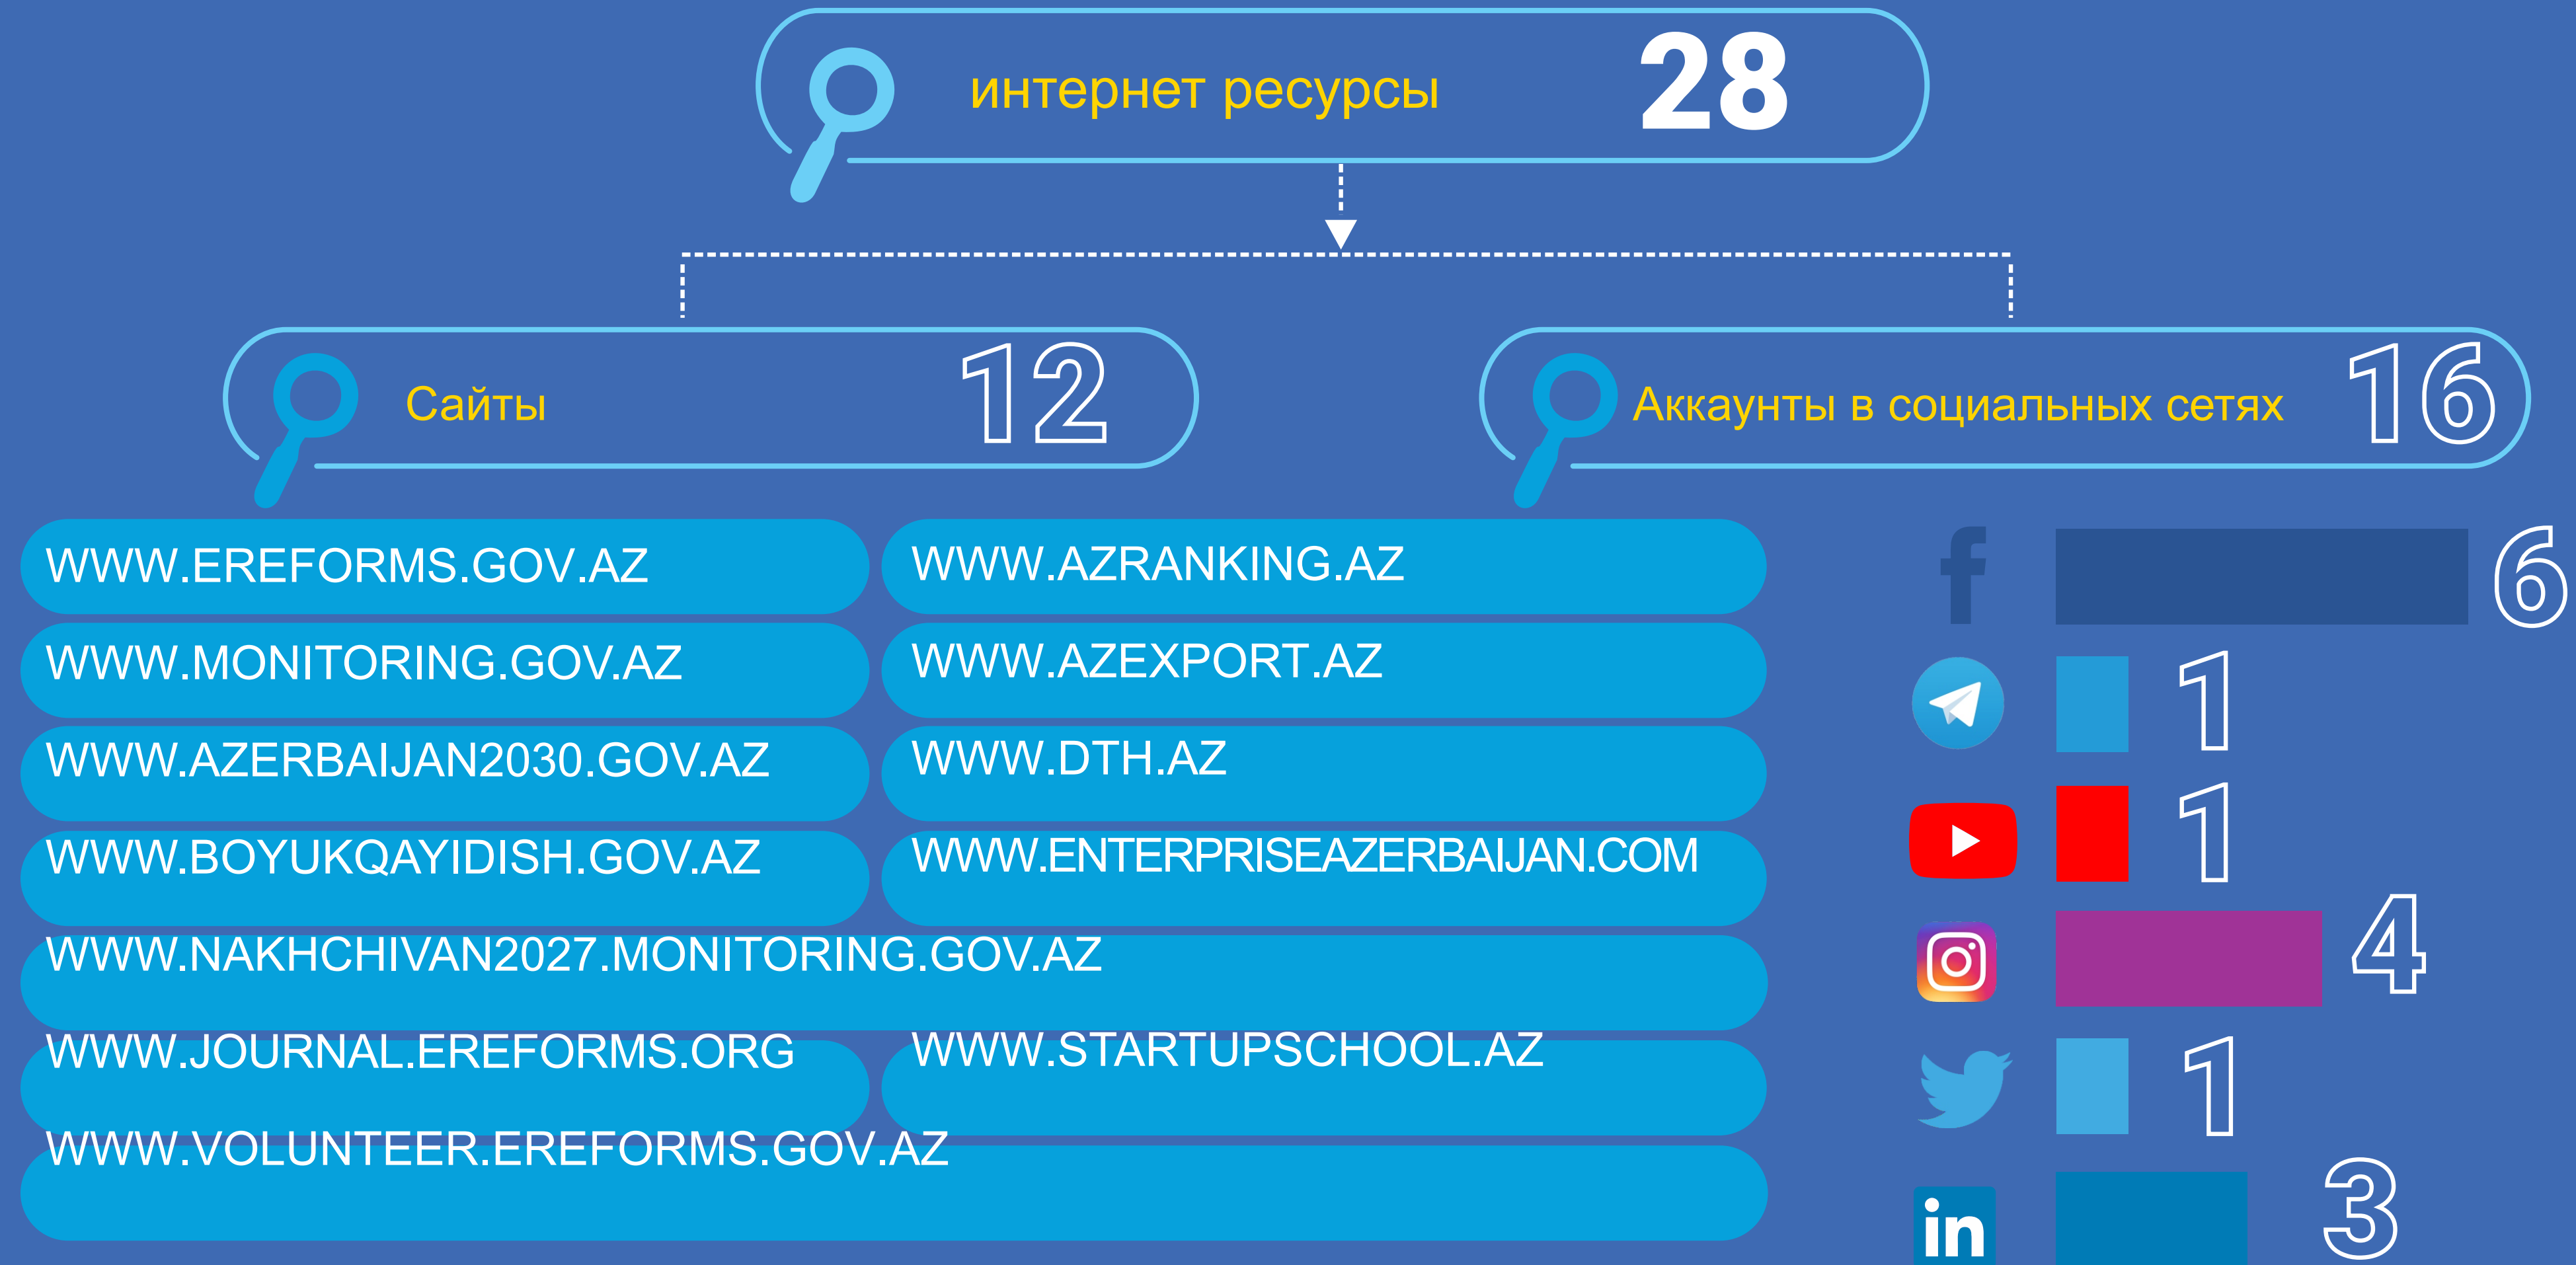 интернет ресурсы 28
Сайты 12
Аккаунты в социальных сетях 16
WWW.EREFORMS.GOV.AZ
WWW.AZRANKING.AZ
WWW.MONITORING.GOV.AZ
WWW.AZEXPORT.AZ
WWW.AZERBAIJAN2030.GOV.AZ
WWW.DTH.AZ
WWW.BOYUKQAYIDISH.GOV.AZ
WWW.ENTERPRISEAZERBAIJAN.COM
WWW.NAKHCHIVAN2027.MONITORING.GOV.AZ
WWW.JOURNAL.EREFORMS.ORG
WWW.STARTUPSCHOOL.AZ
WWW.VOLUNTEER.EREFORMS.GOV.AZ
f 6
1
1
4
1
in 3